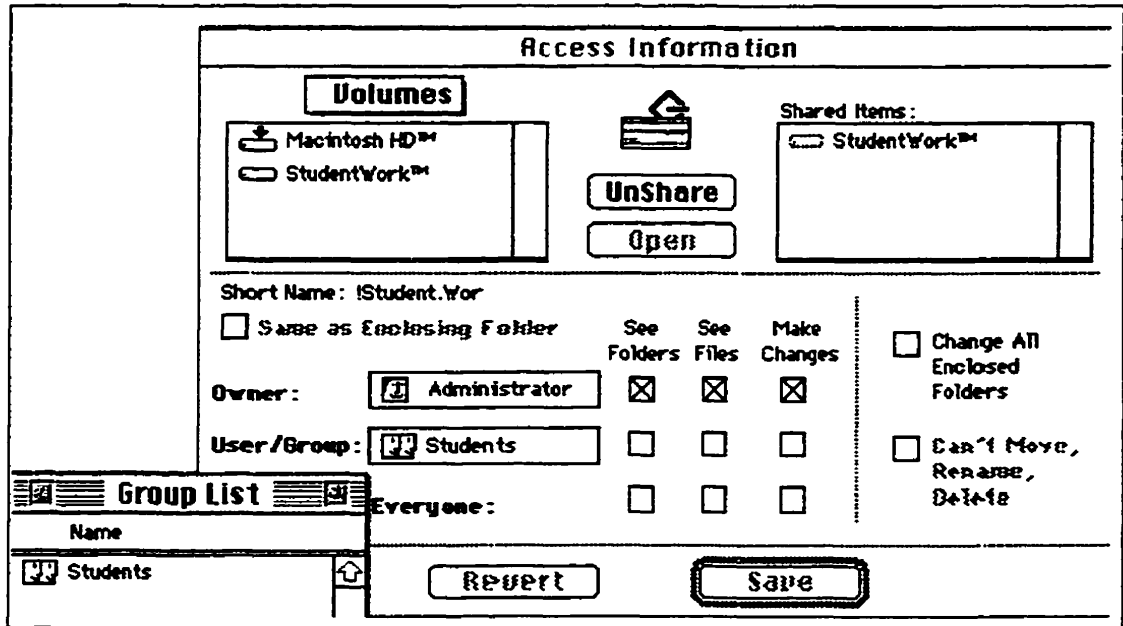 Access Information
Volumes
Macintosh HD™
StudentWork™
UnShare
Open
Shared Items:
StudentWork™
Short Name: !Student.Wor
Same as Enclosing Folder
See Folders
See Files
Make Changes
Owner:
Administrator
User/Group:
Students
Everyone:
Change All
Enclosed
Folders
Can't Move,
Rename,
Delete
Group List
Name
Students
Revert
Save